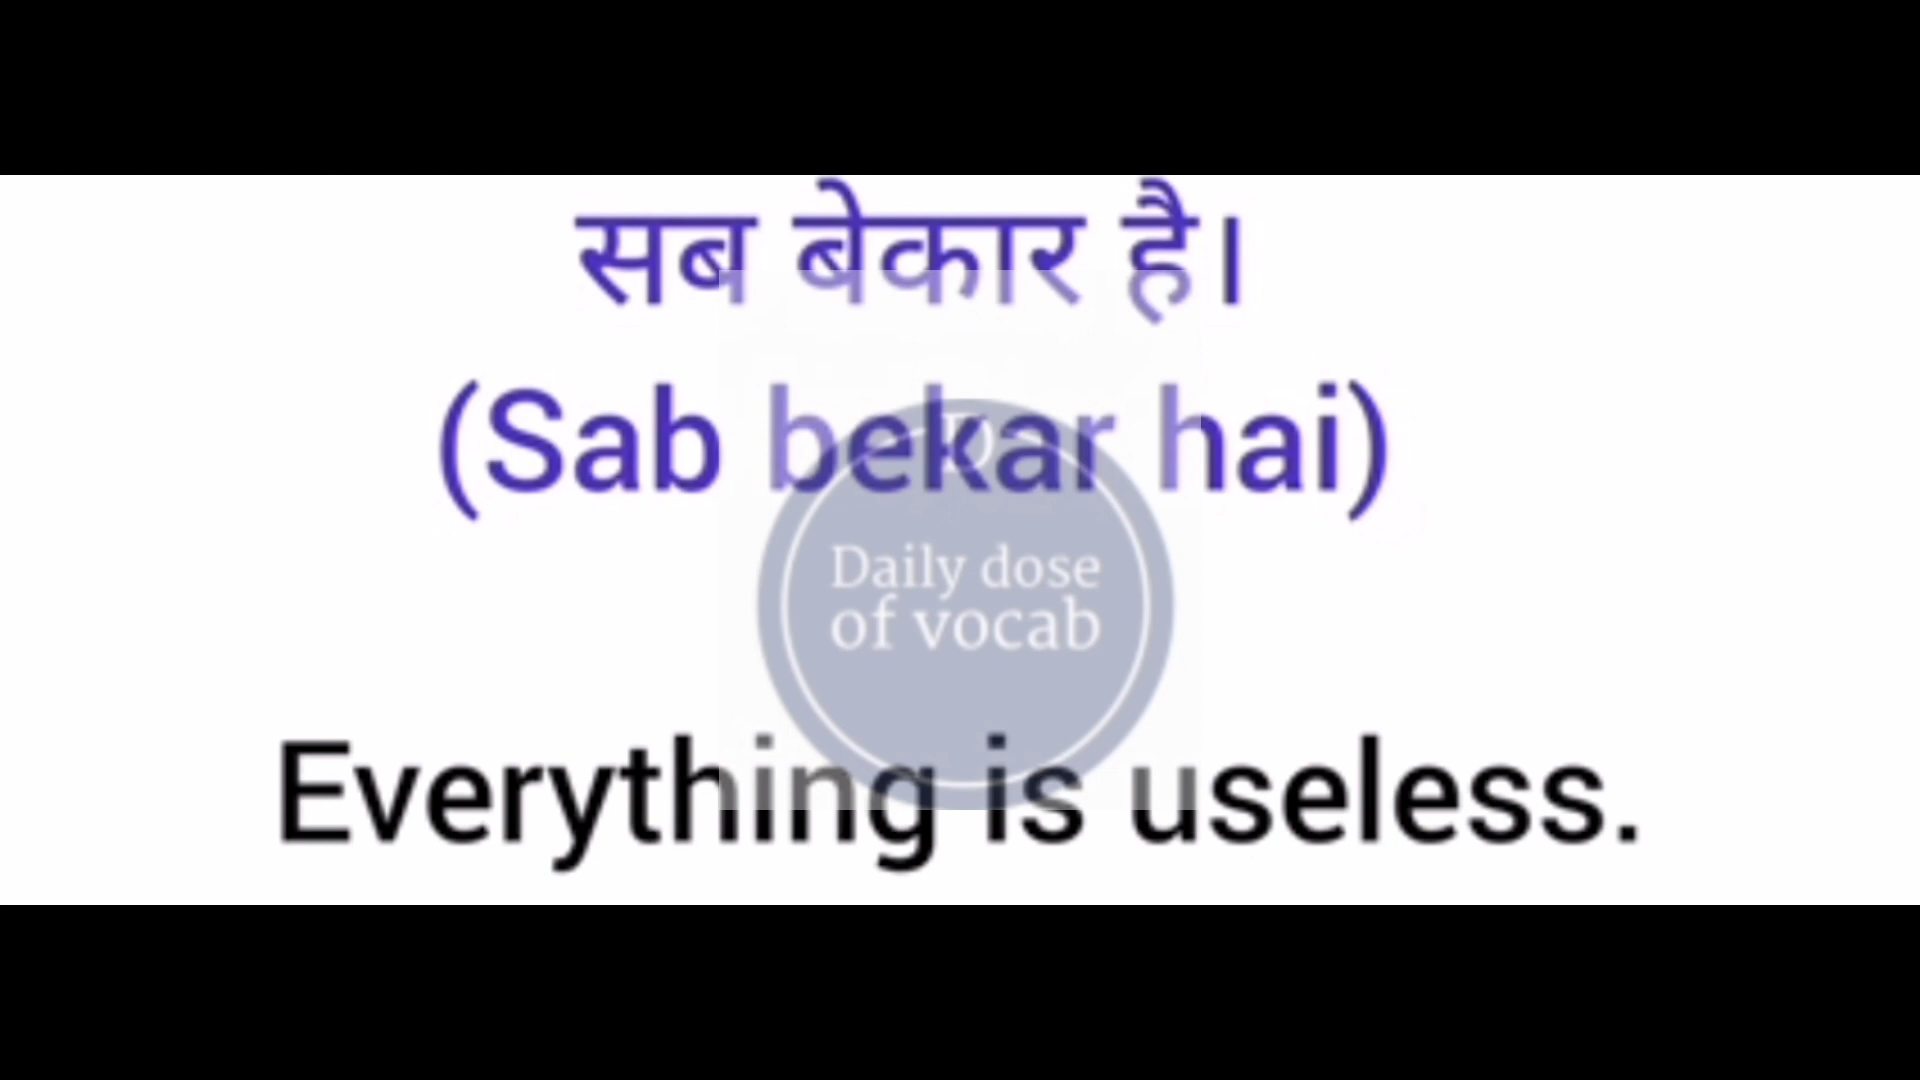 सब बेकार है।
(Sab bekar hai)
D
Daily dose
of vocab
Everything is useless.